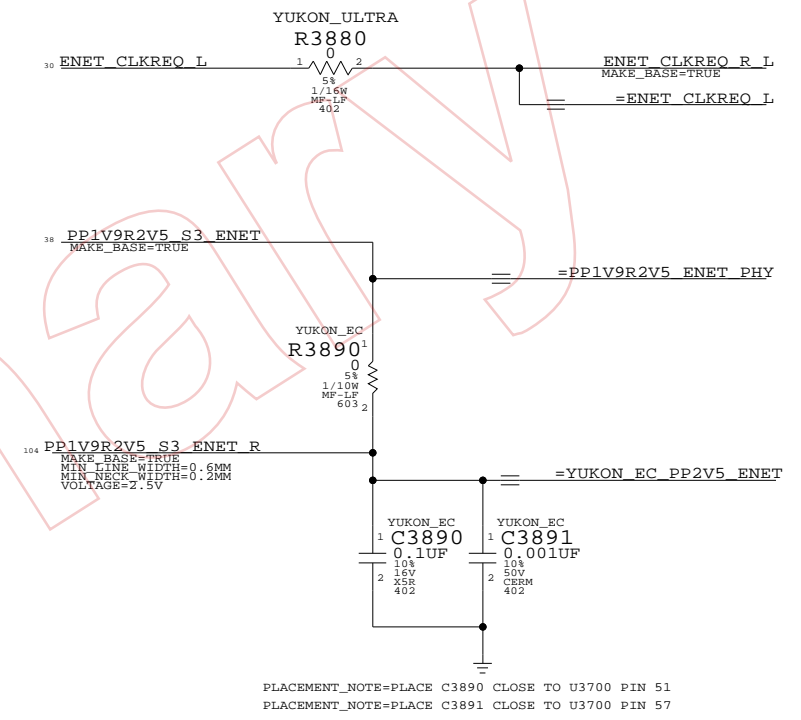 YUKON_ULTRA
R3880
0
30 ENET_CLKREQ_L
1 2
ENET_CLKREQ_R_L
MAKE_BASE=TRUE
5%
1/16W
MF-LF
402
=ENET_CLKREQ_L
38 PP1V9R2V5_S3_ENET
MAKE_BASE=TRUE
=PP1V9R2V5_ENET_PHY
YUKON_EC
R3890 1
0
5%
1/10W
MF-LF
603 2
104 PP1V9R2V5_S3_ENET_R
MAKE_BASE=TRUE
MIN_LINE_WIDTH=0.6MM
MIN_NECK_WIDTH=0.2MM
VOLTAGE=2.5V
=YUKON_EC_PP2V5_ENET
YUKON_EC
1 C3890
0.1UF
10%
16V
2 X5R
402
YUKON_EC
1 C3891
0.001UF
10%
50V
2 CERM
402
PLACEMENT_NOTE=PLACE C3890 CLOSE TO U3700 PIN 51
PLACEMENT_NOTE=PLACE C3891 CLOSE TO U3700 PIN 57
nary